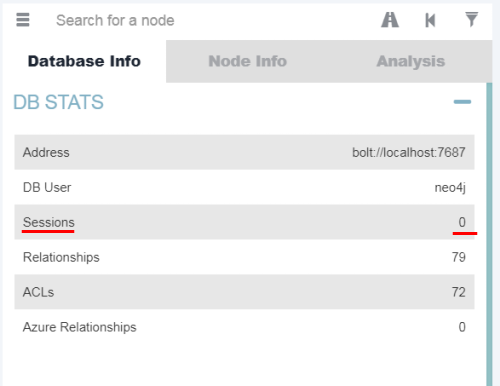 Search for a node
Database Info Node Info Analysis
DB STATS
Address bolt://localhost:7687
DB User neo4j
Sessions 0
Relationships 79
ACLs 72
Azure Relationships 0